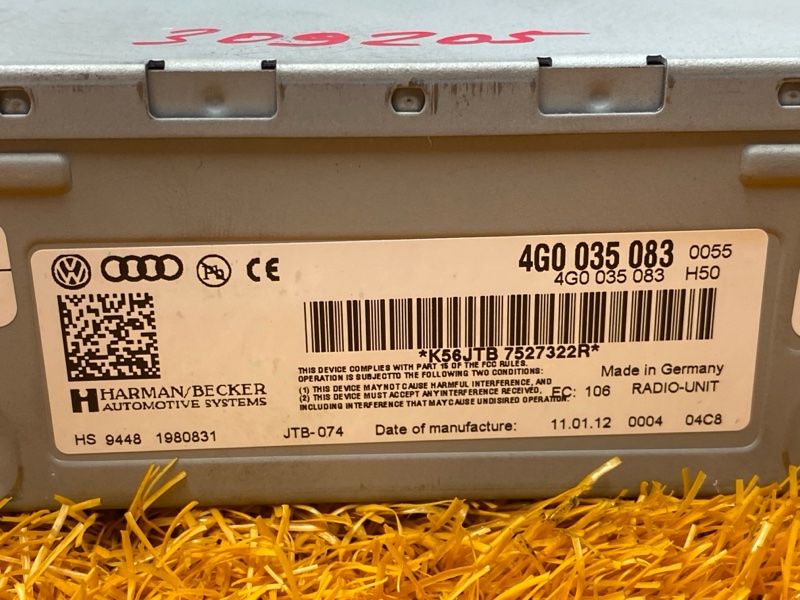 309205
4G0 035 083 0055
4G0 035 083 H50
*K56JTB 7527322R*
THIS DEVICE COMPLIES WITH PART 15 OF THE FCC RULES.
OPERATION IS SUBJECT TO THE FOLLOWING TWO CONDITIONS:
(1) THIS DEVICE MAY NOT CAUSE HARMFUL INTERFERENCE, AND
(2) THIS DEVICE MUST ACCEPT ANY INTERFERENCE RECEIVED,
INCLUDING INTERFERENCE THAT MAY CAUSE UNDISIRED OPERATION.
Made in Germany
EC: 106 RADIO-UNIT
HARMAN/BECKER
AUTOMOTIVE SYSTEMS
HS 9448 1980831 JTB-074 Date of manufacture: 11.01.12 0004 04C8